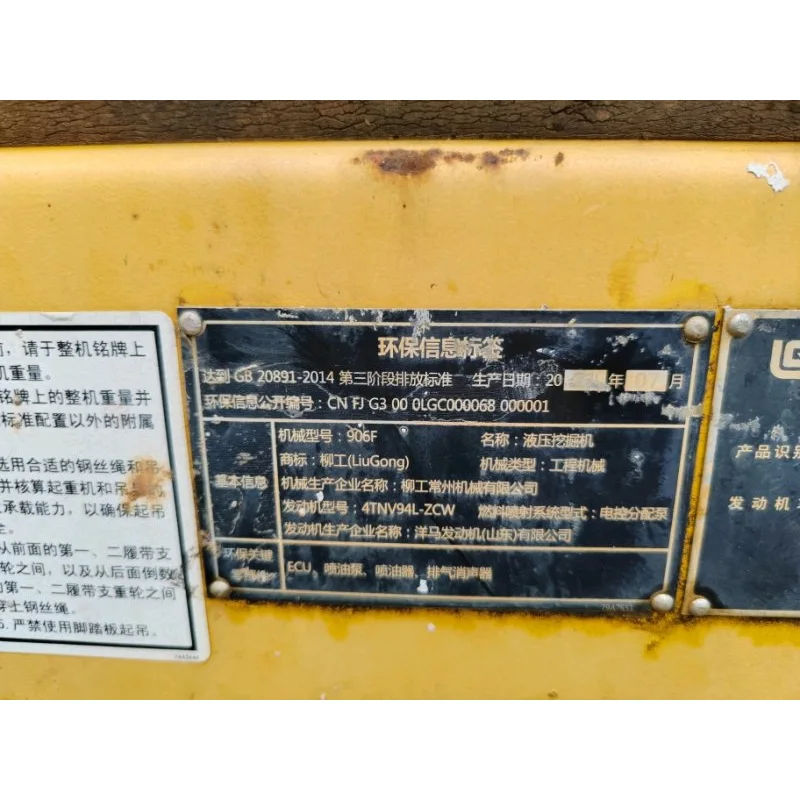 前，请于整机铭牌上
机重量。
铭牌上的整机重量并
标准配置以外的附属
选用合适的钢丝绳和吊
并核算起重机和吊
承载能力，以确保起吊
全。
从前面的第一、二履带支
轮之间，以及从后面倒数
的第一、二履带支重轮之间
穿上钢丝绳。
5. 严禁使用脚踏板起吊。
环保信息标签
达到 GB 20891-2014 第三阶段排放标准 生产日期：20 年 月
环保信息公开编号：CN FJ G3 00 0LGC000068 000001
基本信息
机械型号：906F 名称：液压挖掘机
商标：柳工(LiuGong) 机械类型：工程机械
机械生产企业名称：柳工常州机械有限公司
发动机型号：4TNV94L-ZCW 燃料喷射系统型式：电控分配泵
发动机生产企业名称：洋马发动机(山东)有限公司
环保关键
ECU、喷油泵、喷油器、排气消声器
产品识别
发动机